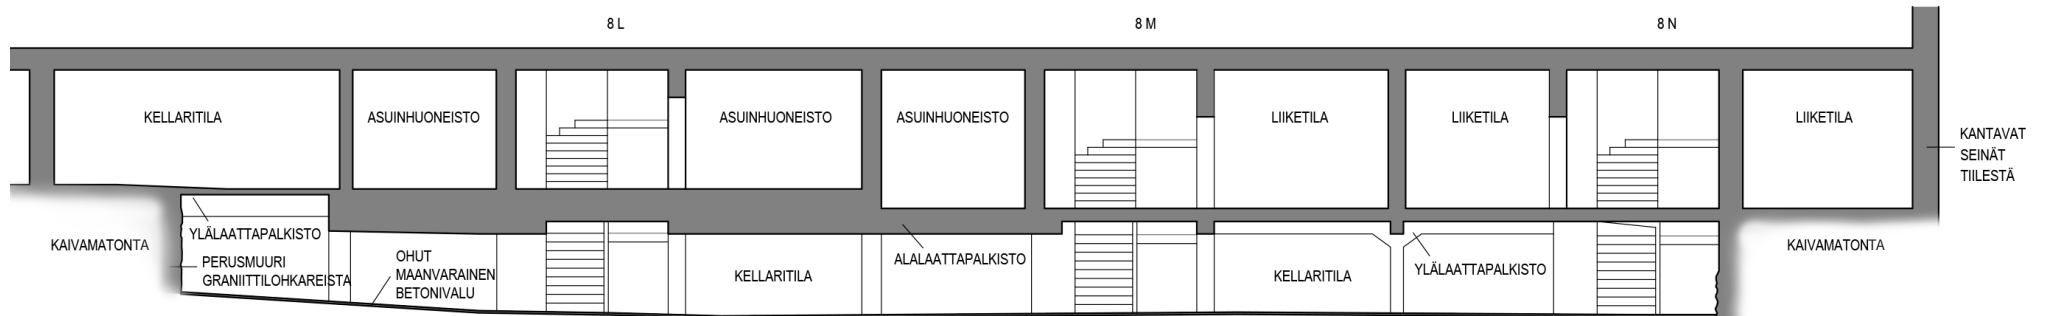 8 L
8 M
8 N
KELLARITILA
ASUINHUONEISTO
ASUINHUONEISTO
ASUINHUONEISTO
LIIKETILA
LIIKETILA
LIIKETILA
KANTAVAT
SEINÄT
TIILESTÄ
KAIVAMATONTA
YLÄLAATTAPALKISTO
PERUSMUURI
GRANIITTILOHKAREISTA
OHUT
MAANVARAINEN
BETONIVALU
KELLARITILA
ALALAATTAPALKISTO
KELLARITILA
YLÄLAATTAPALKISTO
KAIVAMATONTA